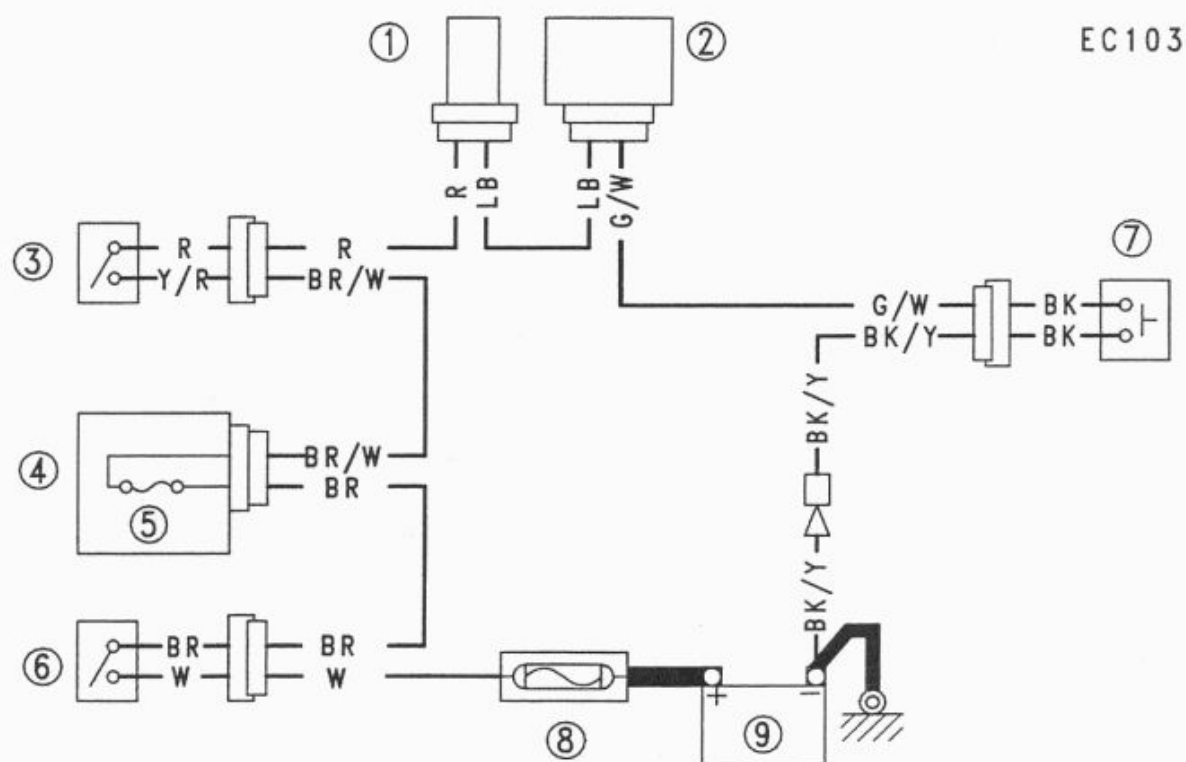 ① ② EC103
R LB LB G/W
③ R R
Y/R BR/W
⑦
G/W BK
BK/Y BK
BK/Y
④ BR/W
BR
⑤
BK/Y
⑥ BR BR
W W
+ −
⑧ ⑨